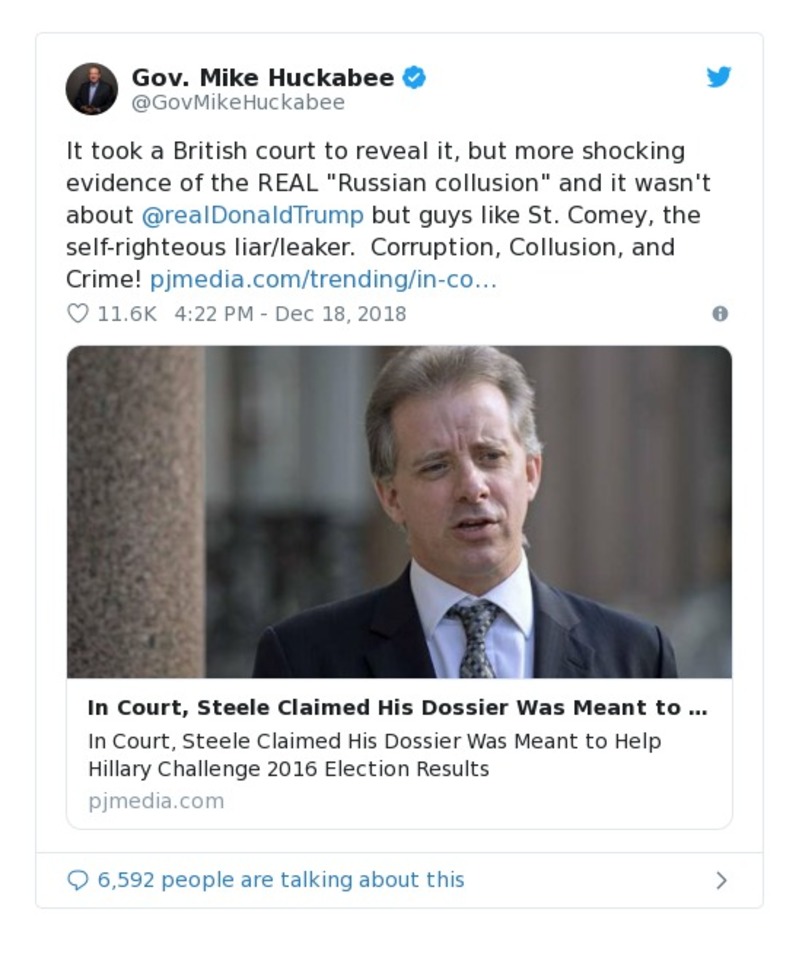 Gov. Mike Huckabee
@GovMikeHuckabee
It took a British court to reveal it, but more shocking
evidence of the REAL "Russian collusion" and it wasn't
about @realDonaldTrump but guys like St. Comey, the
self-righteous liar/leaker.  Corruption, Collusion, and
Crime! pjmedia.com/trending/in-co…
11.6K 4:22 PM - Dec 18, 2018
In Court, Steele Claimed His Dossier Was Meant to ...
In Court, Steele Claimed His Dossier Was Meant to Help
Hillary Challenge 2016 Election Results
pjmedia.com
6,592 people are talking about this